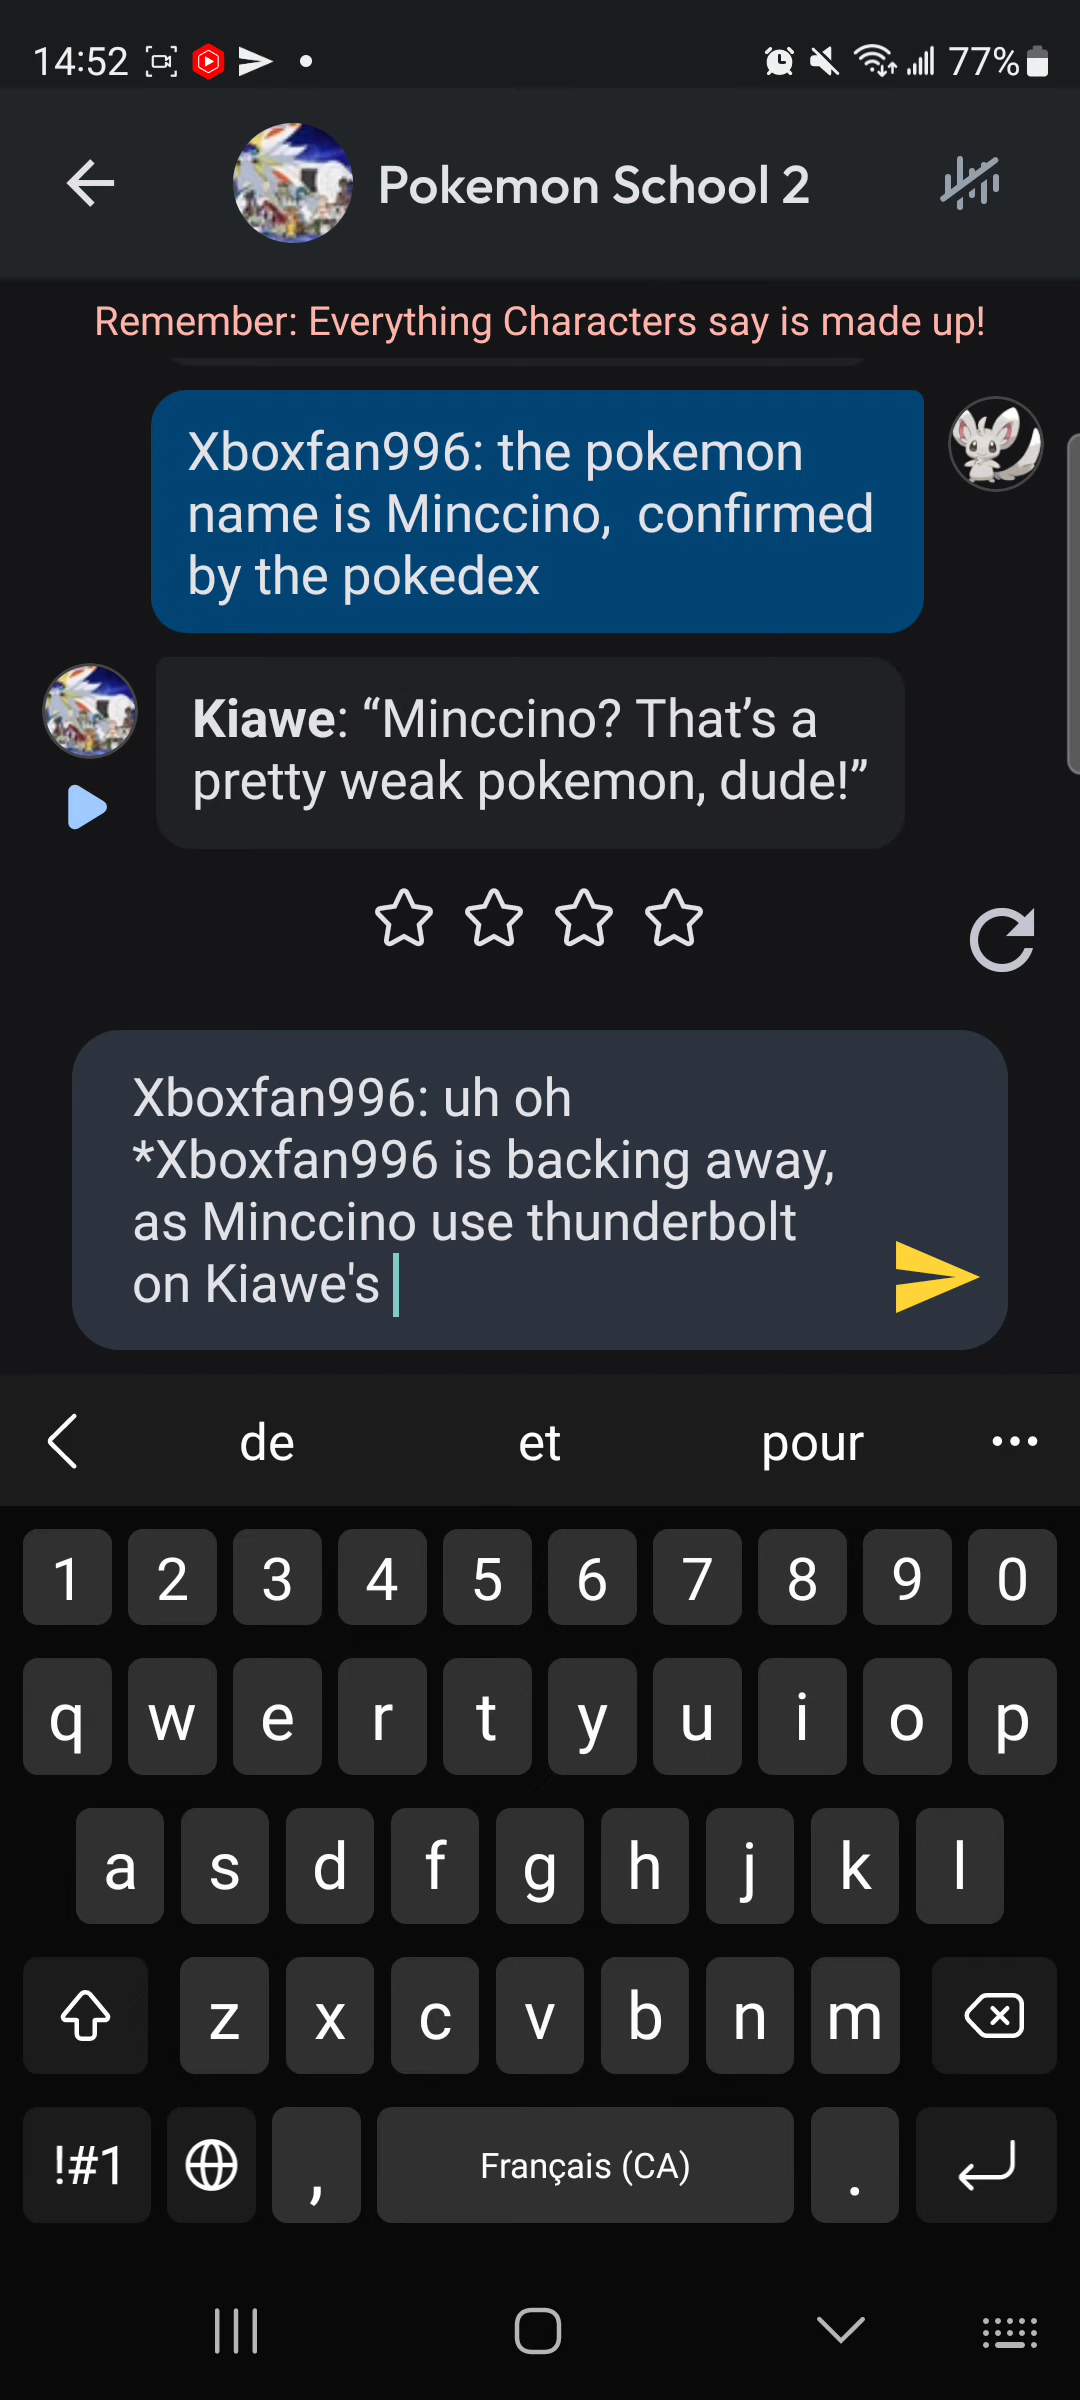 14:52
77%
Pokemon School 2
Remember: Everything Characters say is made up!
Xboxfan996: the pokemon
name is Minccino,  confirmed
by the pokedex
Kiawe: “Minccino? That’s a
pretty weak pokemon, dude!”
Xboxfan996: uh oh
*Xboxfan996 is backing away,
as Minccino use thunderbolt
on Kiawe's
de et pour
1 2 3 4 5 6 7 8 9 0
q w e r t y u i o p
a s d f g h j k l
z x c v b n m
!#1 , Français (CA) .